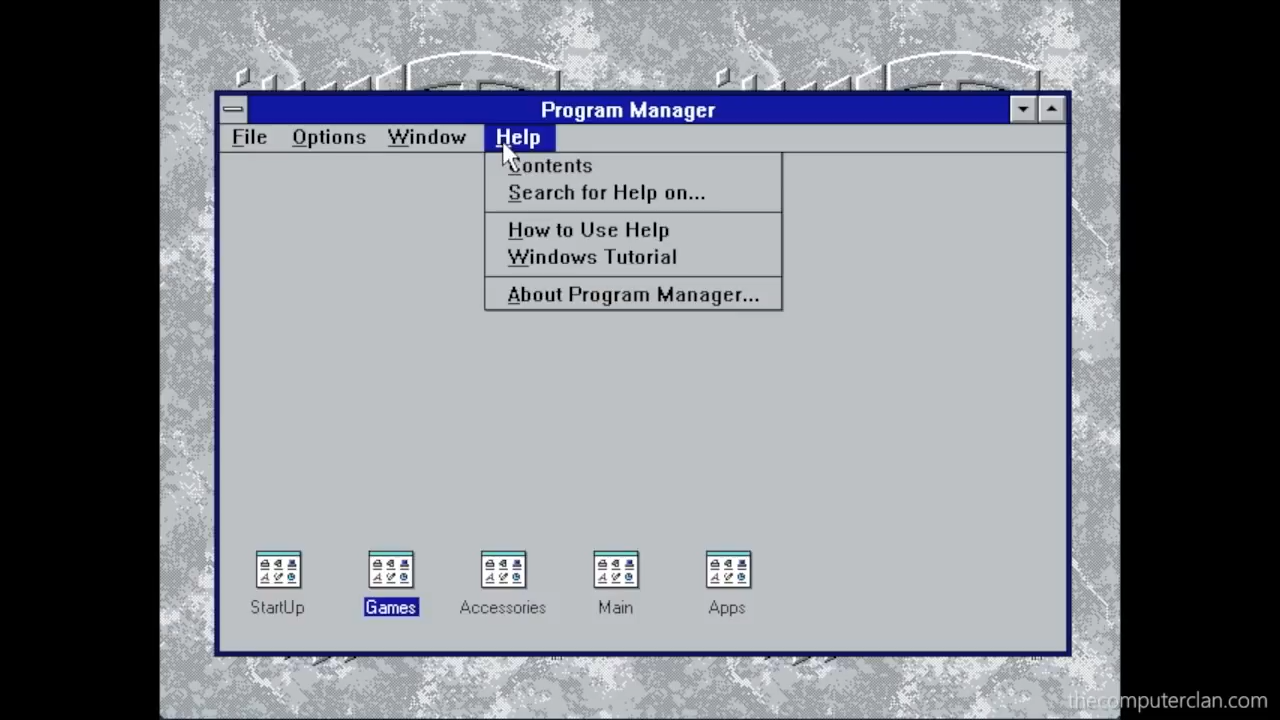 Program Manager
File Options Window Help
Contents
Search for Help on...
How to Use Help
Windows Tutorial
About Program Manager...
StartUp Games Accessories Main Apps
thecomputerclan.com